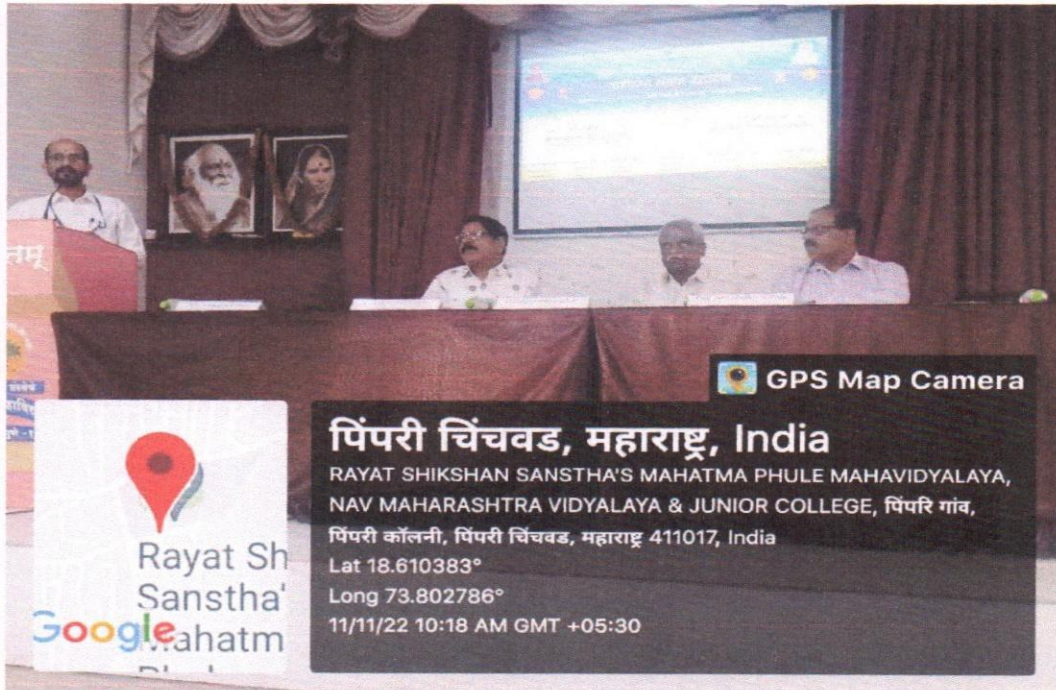 तम्
GPS Map Camera
पिंपरी चिंचवड, महाराष्ट्र, India
RAYAT SHIKSHAN SANSTHA'S MAHATMA PHULE MAHAVIDYALAYA,
NAV MAHARASHTRA VIDYALAYA & JUNIOR COLLEGE, पिंपरि गांव,
पिंपरी कॉलनी, पिंपरी चिंचवड, महाराष्ट्र 411017, India
Lat 18.610383°
Long 73.802786°
11/11/22 10:18 AM GMT +05:30
Rayat Sh
Sanstha'
Google
ahatm